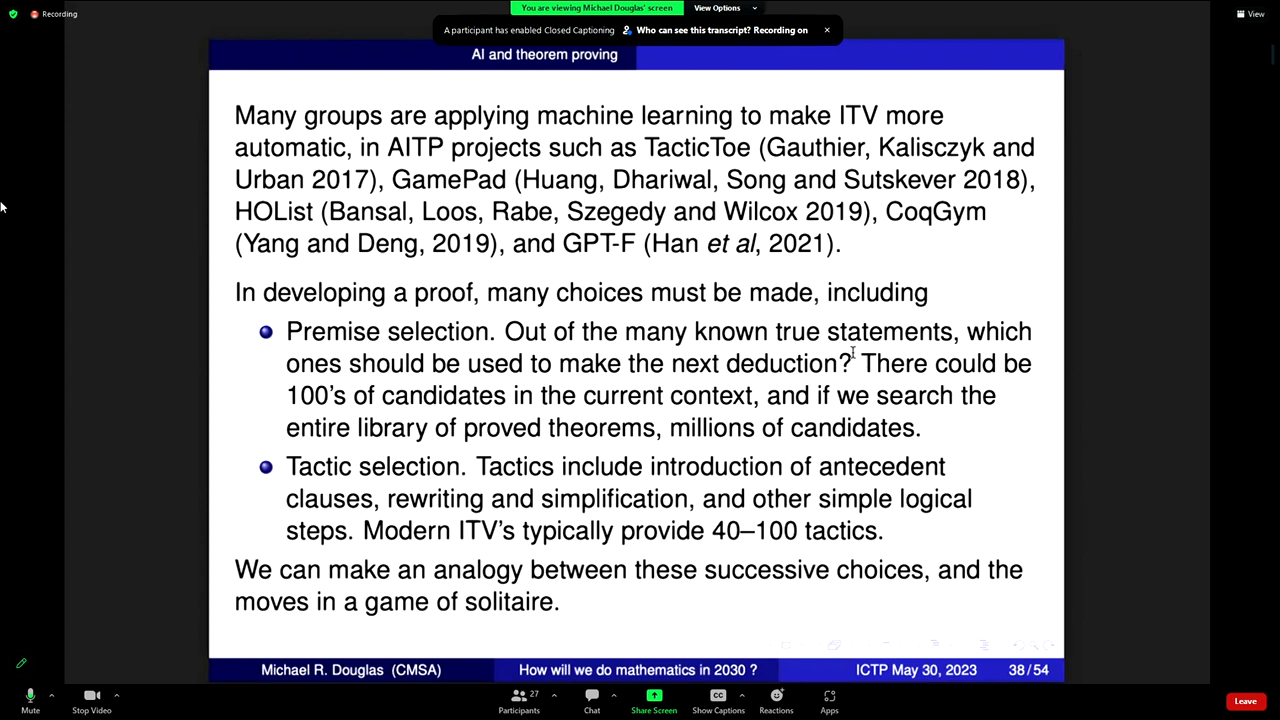 You are viewing Michael Douglas' screen
View Options
Recording
View
A participant has enabled Closed Captioning
Who can see this transcript? Recording on
AI and theorem proving
Many groups are applying machine learning to make ITV more
automatic, in AITP projects such as TacticToe (Gauthier, Kalisczyk and
Urban 2017), GamePad (Huang, Dhariwal, Song and Sutskever 2018),
HOList (Bansal, Loos, Rabe, Szegedy and Wilcox 2019), CoqGym
(Yang and Deng, 2019), and GPT-F (Han et al, 2021).
In developing a proof, many choices must be made, including
Premise selection. Out of the many known true statements, which
ones should be used to make the next deduction? There could be
100's of candidates in the current context, and if we search the
entire library of proved theorems, millions of candidates.
Tactic selection. Tactics include introduction of antecedent
clauses, rewriting and simplification, and other simple logical
steps. Modern ITV's typically provide 40–100 tactics.
We can make an analogy between these successive choices, and the
moves in a game of solitaire.
Michael R. Douglas (CMSA)
How will we do mathematics in 2030 ?
ICTP May 30, 2023
38 / 54
Mute
Stop Video
27
Participants
Chat
Share Screen
CC
Show Captions
Reactions
Apps
Leave